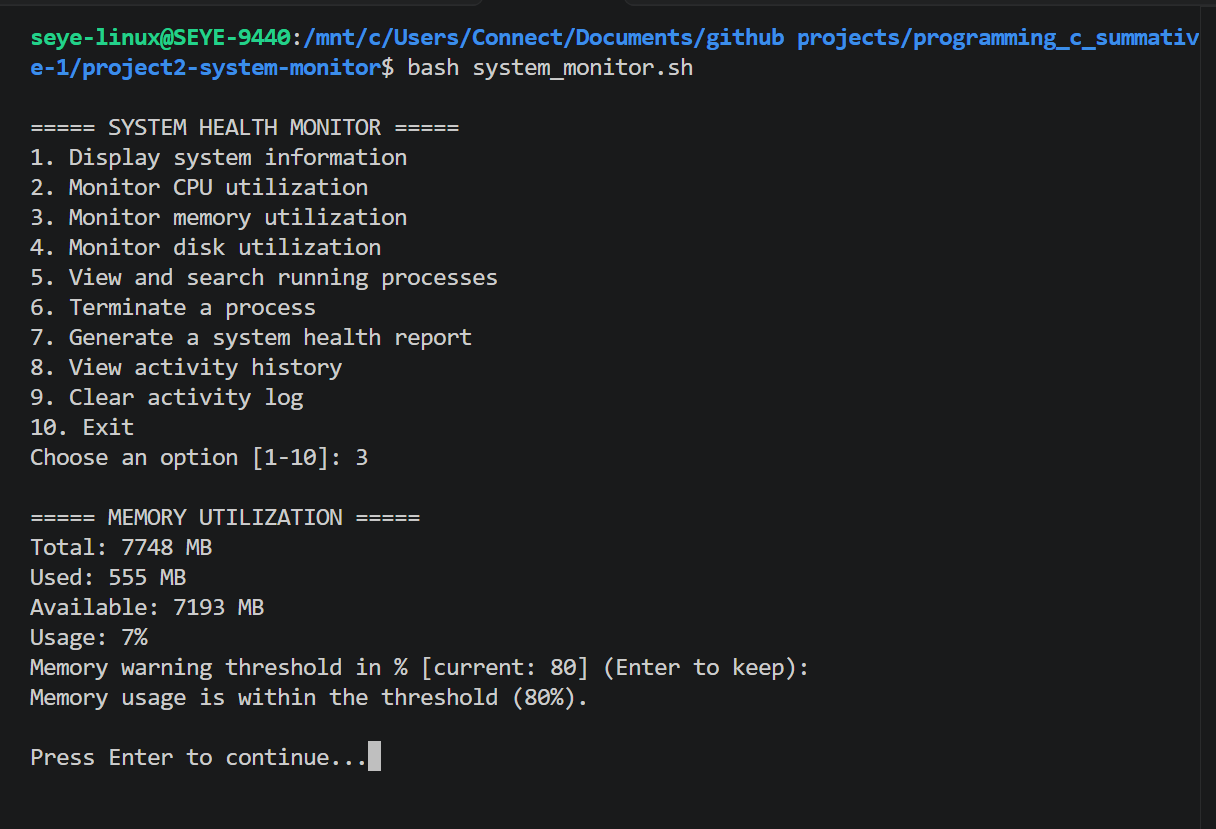 seye-linux@SEYE-9440:/mnt/c/Users/Connect/Documents/github projects/programming_c_summativ
e-1/project2-system-monitor$ bash system_monitor.sh
===== SYSTEM HEALTH MONITOR =====
1. Display system information
2. Monitor CPU utilization
3. Monitor memory utilization
4. Monitor disk utilization
5. View and search running processes
6. Terminate a process
7. Generate a system health report
8. View activity history
9. Clear activity log
10. Exit
Choose an option [1-10]: 3
===== MEMORY UTILIZATION =====
Total: 7748 MB
Used: 555 MB
Available: 7193 MB
Usage: 7%
Memory warning threshold in % [current: 80] (Enter to keep):
Memory usage is within the threshold (80%).
Press Enter to continue...